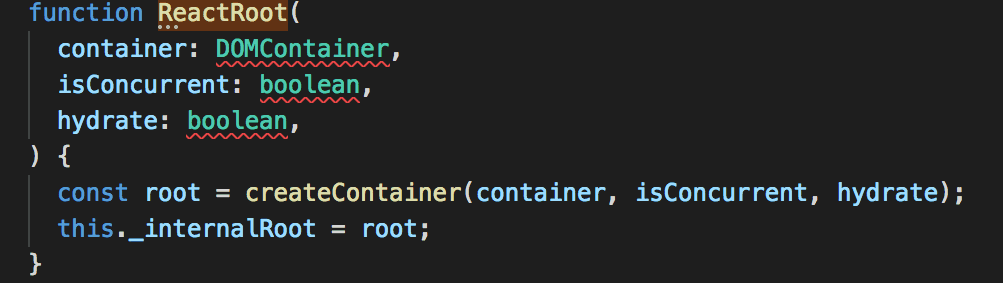 function ReactRoot(
  container: DOMContainer,
  isConcurrent: boolean,
  hydrate: boolean,
) {
  const root = createContainer(container, isConcurrent, hydrate);
  this._internalRoot = root;
}